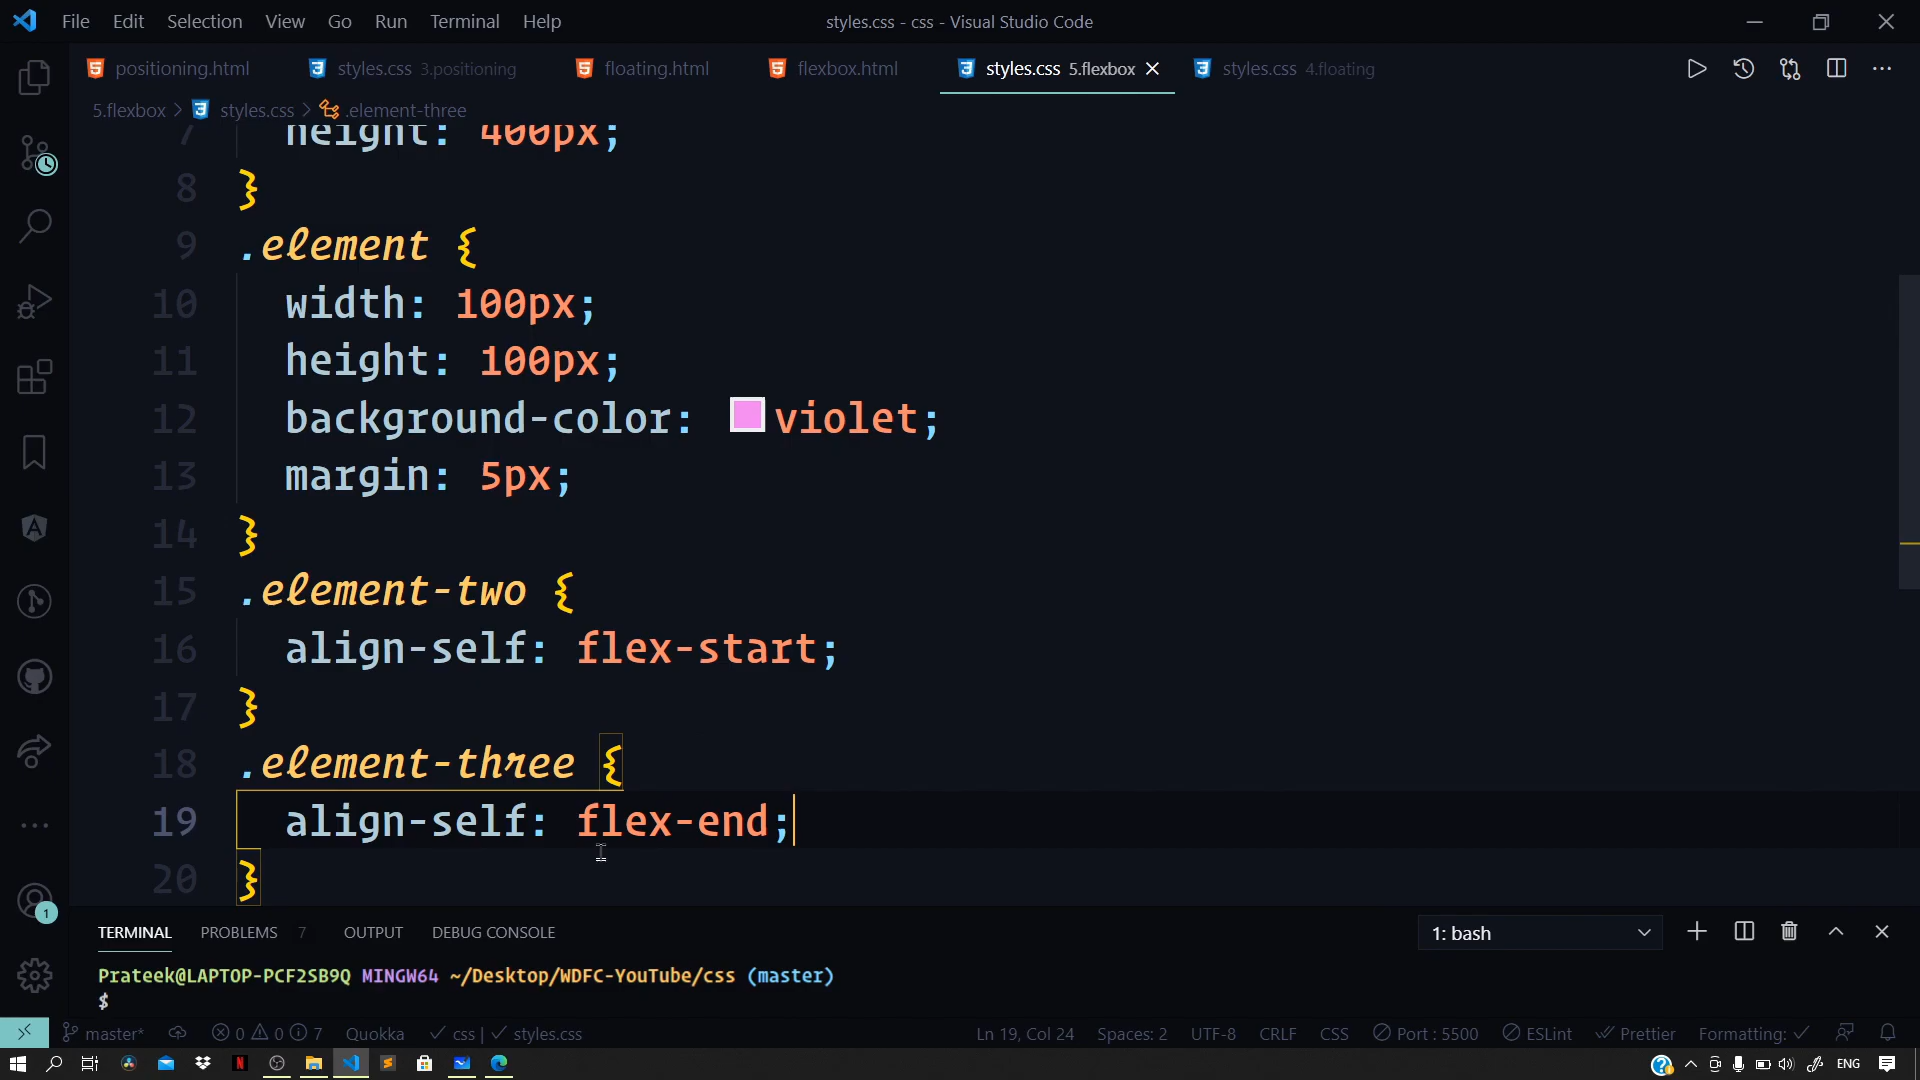 File Edit Selection View Go Run Terminal Help styles.css - css - Visual Studio Code
positioning.html styles.css 3.positioning floating.html flexbox.html styles.css 5.flexbox styles.css 4.floating
5.flexbox > styles.css > .element-three
7 height: 400px;
8 }
9 .element {
10 width: 100px;
11 height: 100px;
12 background-color: violet;
13 margin: 5px;
14 }
15 .element-two {
16 align-self: flex-start;
17 }
18 .element-three {
19 align-self: flex-end;
20 }
1
TERMINAL PROBLEMS 7 OUTPUT DEBUG CONSOLE 1: bash
Prateek@LAPTOP-PCF2SB9Q MINGW64 ~/Desktop/WDFC-YouTube/css (master)
$
master* 0 0 7 Quokka css | styles.css Ln 19, Col 24 Spaces: 2 UTF-8 CRLF CSS Port : 5500 ESLint Prettier Formatting:
ENG